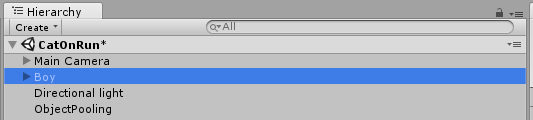 Hierarchy
Create All
CatOnRun*
Main Camera
Boy
Directional light
ObjectPooling